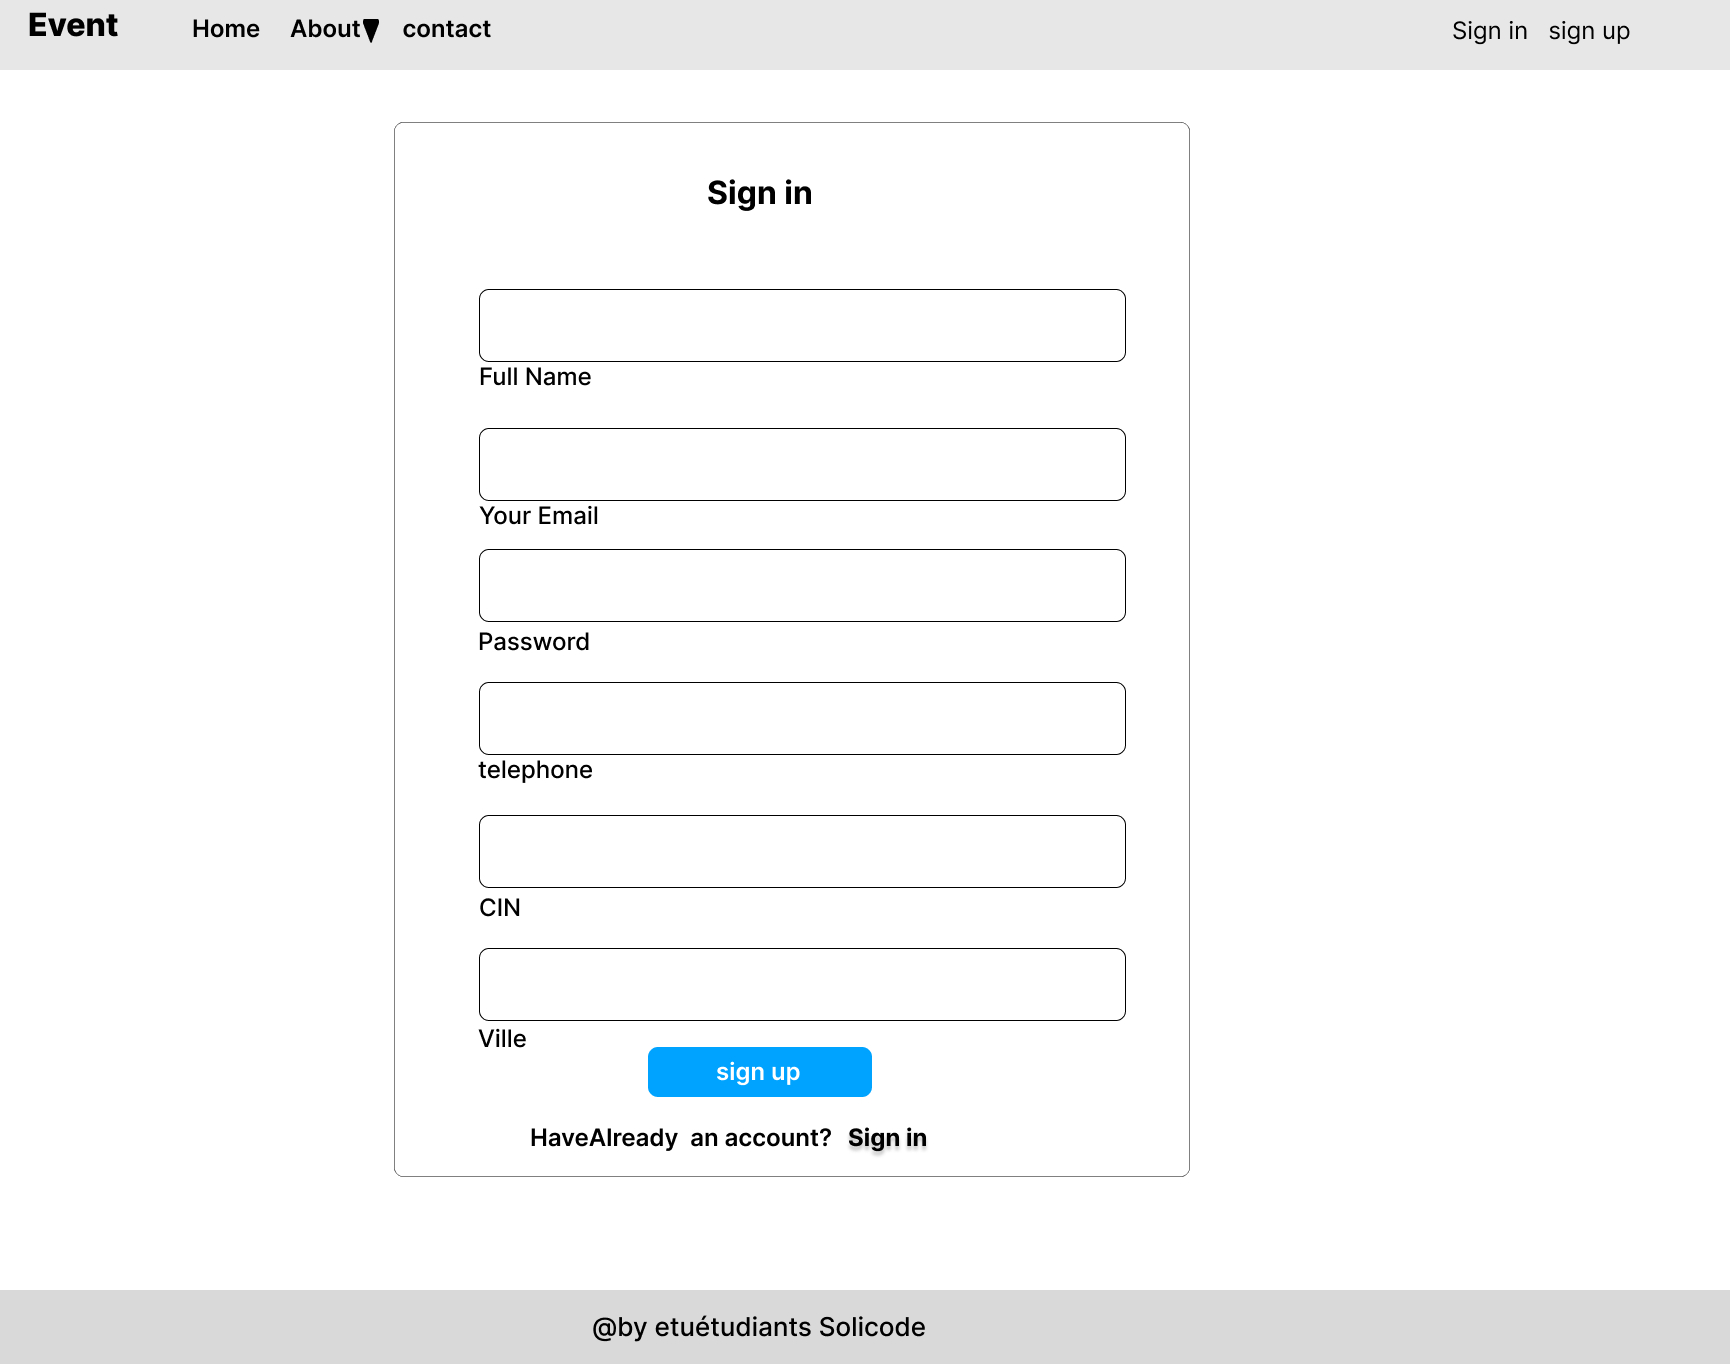 Event Home About contact Sign in sign up
Sign in
Full Name
Your Email
Password
telephone
CIN
Ville
sign up
HaveAlready an account? Sign in
@by etuétudiants Solicode